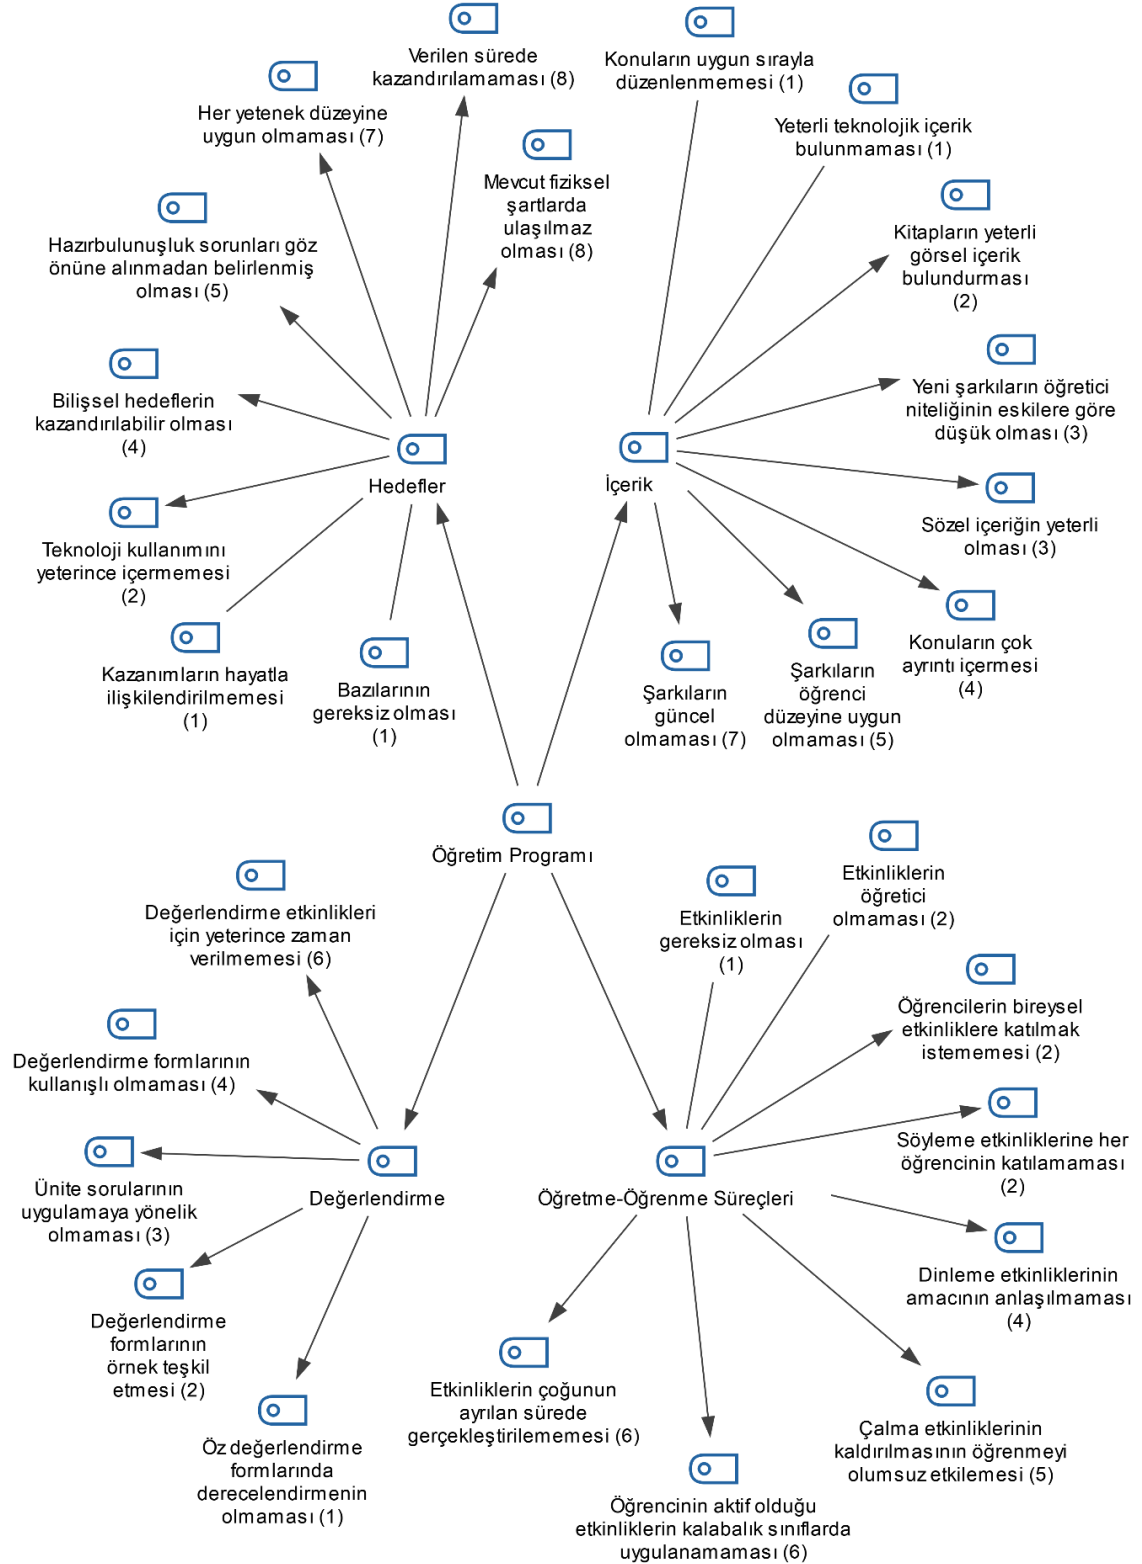 Verilen sürede
kazandırılamaması (8)
Her yetenek düzeyine
uygun olmaması (7)
Mevcut fiziksel
şartlarda
ulaşılmaz
olması (8)
Hazırbulunuşluk sorunları göz
önüne alınmadan belirlenmiş
olması (5)
Bilişsel hedeflerin
kazandırılabilir olması
(4)
Hedefler
Teknoloji kullanımını
yeterince içermemesi
(2)
Kazanımların hayatla
ilişkilendirilmemesi
(1)
Bazılarının
gereksiz olması
(1)
Konuların uygun sırayla
düzenlenmemesi (1)
Yeterli teknolojik içerik
bulunmaması (1)
Kitapların yeterli
görsel içerik
bulundurması
(2)
Yeni şarkıların öğretici
niteliğinin eskilere göre
düşük olması (3)
İçerik
Sözel içeriğin yeterli
olması (3)
Konuların çok
ayrıntı içermesi
(4)
Şarkıların
öğrenci
düzeyine uygun
olmaması (5)
Şarkıların
güncel
olmaması (7)
Öğretim Programı
Değerlendirme etkinlikleri
için yeterince zaman
verilmemesi (6)
Değerlendirme formlarının
kullanışlı olmaması (4)
Ünite sorularının
uygulamaya yönelik
olmaması (3)
Değerlendirme
Değerlendirme
formlarının
örnek teşkil
etmesi (2)
Öz değerlendirme
formlarında
derecelendirmenin
olmaması (1)
Etkinliklerin
gereksiz olması
(1)
Etkinliklerin
öğretici
olmaması (2)
Öğrencilerin bireysel
etkinliklere katılmak
istememesi (2)
Söyleme etkinliklerine her
öğrencinin katılamaması
(2)
Öğretme-Öğrenme Süreçleri
Dinleme etkinliklerinin
amacının anlaşılmaması
(4)
Çalma etkinliklerinin
kaldırılmasının öğrenmeyi
olumsuz etkilemesi (5)
Etkinliklerin çoğunun
ayrılan sürede
gerçekleştirilememesi (6)
Öğrencinin aktif olduğu
etkinliklerin kalabalık sınıflarda
uygulanamaması (6)